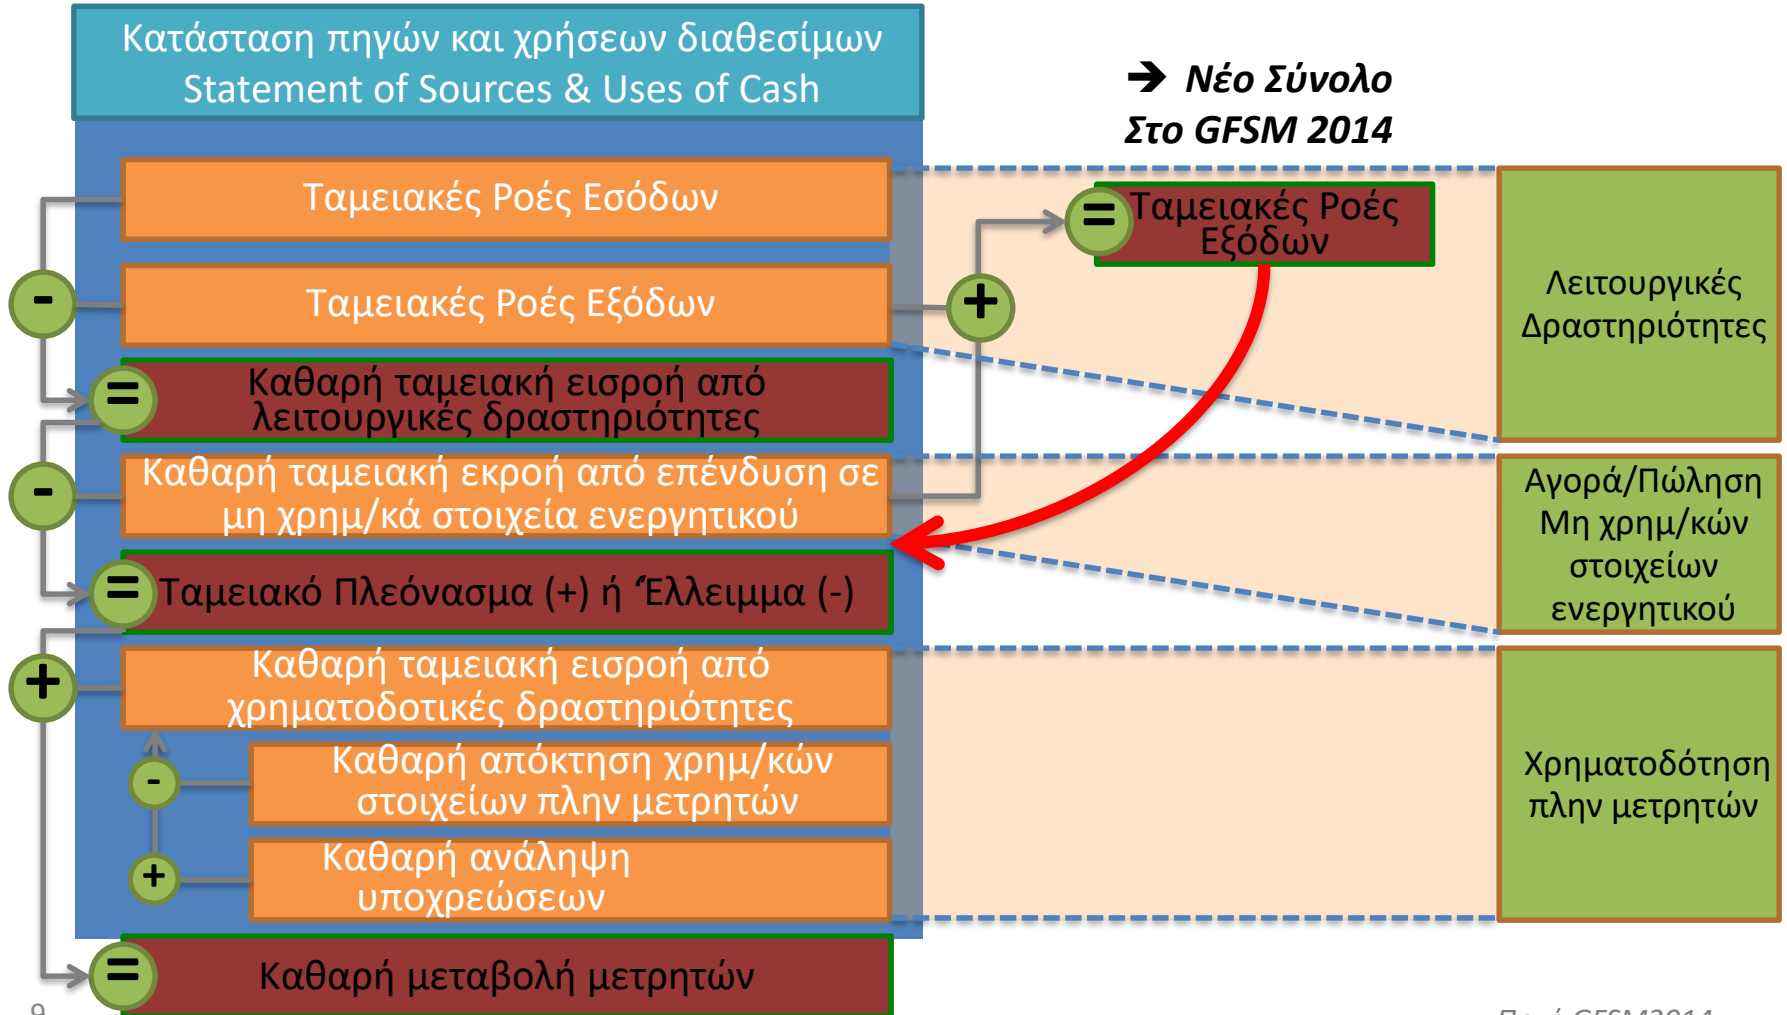 Κατάσταση πηγών και χρήσεων διαθεσίμων
Statement of Sources & Uses of Cash
➔ Νέο Σύνολο
Στο GFSM 2014
Ταμειακές Ροές Εσόδων
=
Ταμειακές Ροές
Εξόδων
-
Ταμειακές Ροές Εξόδων
+
Λειτουργικές
Δραστηριότητες
=
Καθαρή ταμειακή εισροή από
λειτουργικές δραστηριότητες
-
Καθαρή ταμειακή εκροή από επένδυση σε
μη χρημ/κά στοιχεία ενεργητικού
Αγορά/Πώληση
Μη χρημ/κών
στοιχείων
ενεργητικού
=
Ταμειακό Πλεόνασμα (+) ή ‘Έλλειμμα (-)
+
Καθαρή ταμειακή εισροή από
χρηματοδοτικές δραστηριότητες
-
Καθαρή απόκτηση χρημ/κών
στοιχείων πλην μετρητών
Χρηματοδότηση
πλην μετρητών
+
Καθαρή ανάληψη
υποχρεώσεων
=
Καθαρή μεταβολή μετρητών
9
GFSM2014